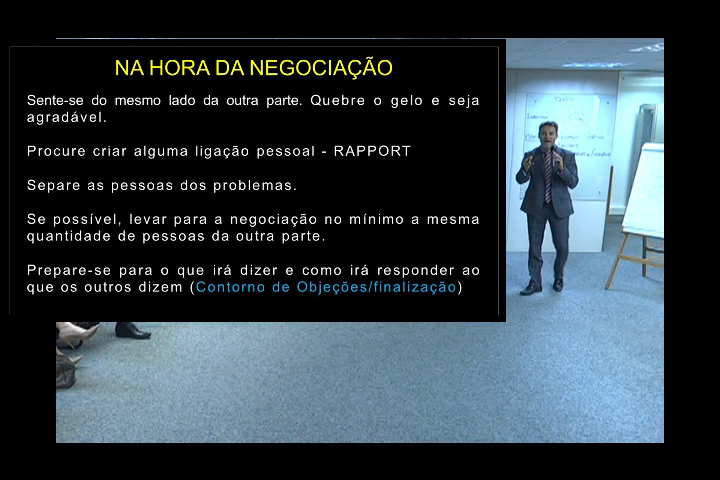 NA HORA DA NEGOCIAÇÃO
Sente-se do mesmo lado da outra parte. Quebre o gelo e seja
agradável.
Procure criar alguma ligação pessoal - RAPPORT
Separe as pessoas dos problemas.
Se possível, levar para a negociação no mínimo a mesma
quantidade de pessoas da outra parte.
Prepare-se para o que irá dizer e como irá responder ao
que os outros dizem (Contorno de Objeções/finalização)